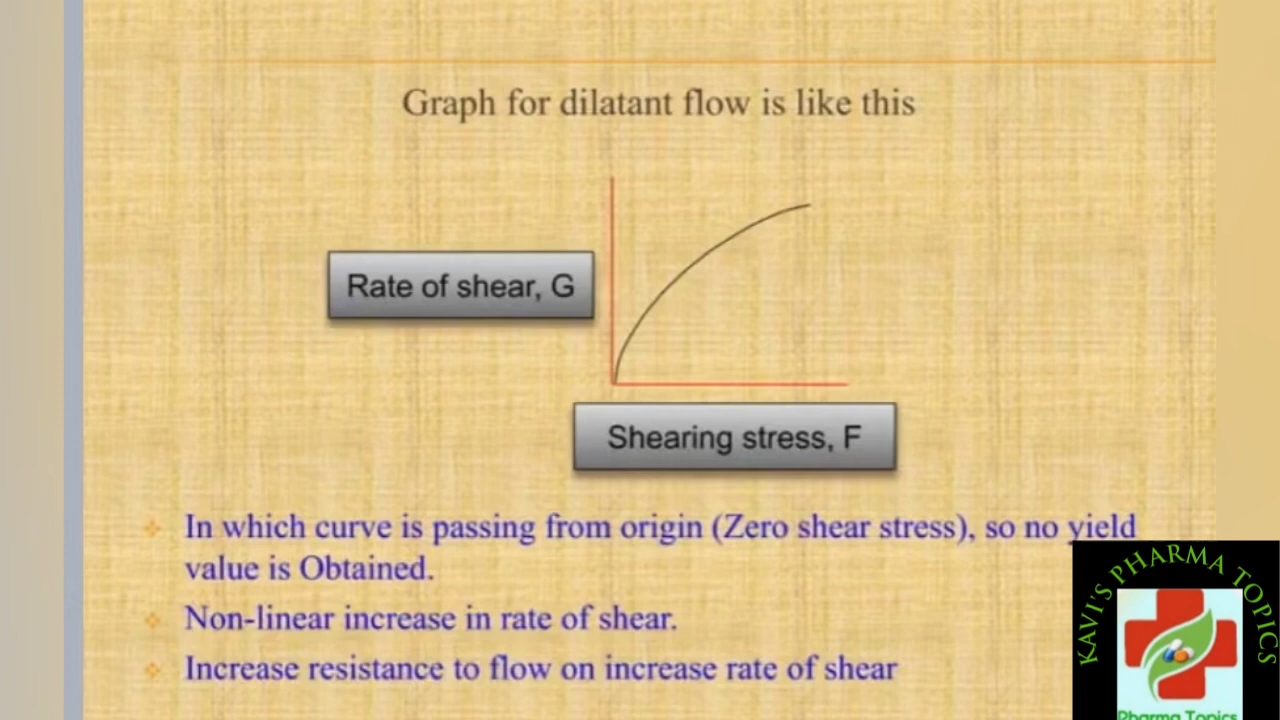 Graph for dilatant flow is like this
Rate of shear, G
Shearing stress, F
In which curve is passing from origin (Zero shear stress), so no yield
value is Obtained.
Non-linear increase in rate of shear.
Increase resistance to flow on increase rate of shear
KAVI'S PHARMA TOPICS
Pharma Topics